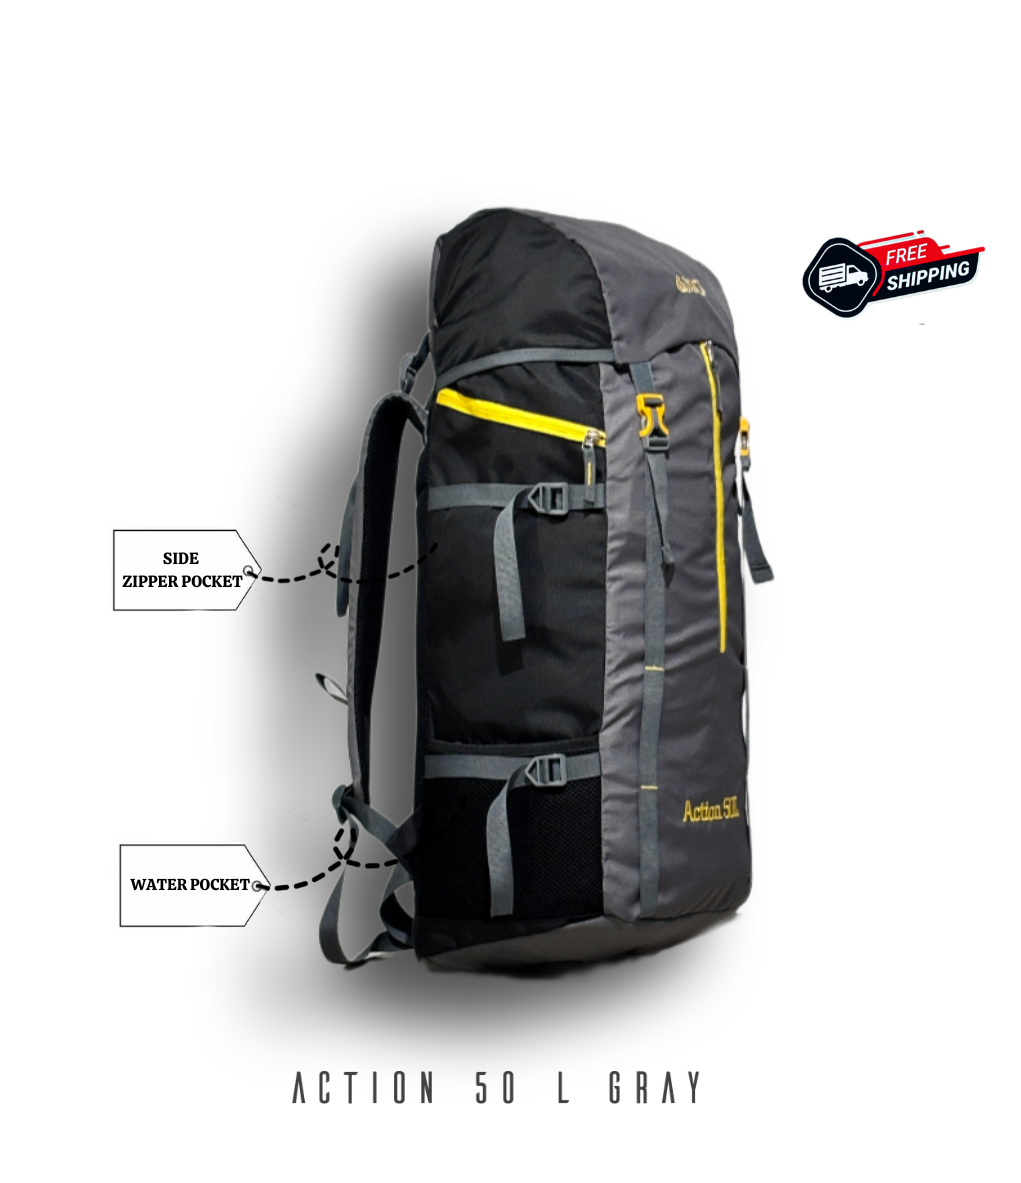 FREE
SHIPPING
SIDE
ZIPPER POCKET
Action 50L
WATER POCKET
ACTION 50 L GRAY